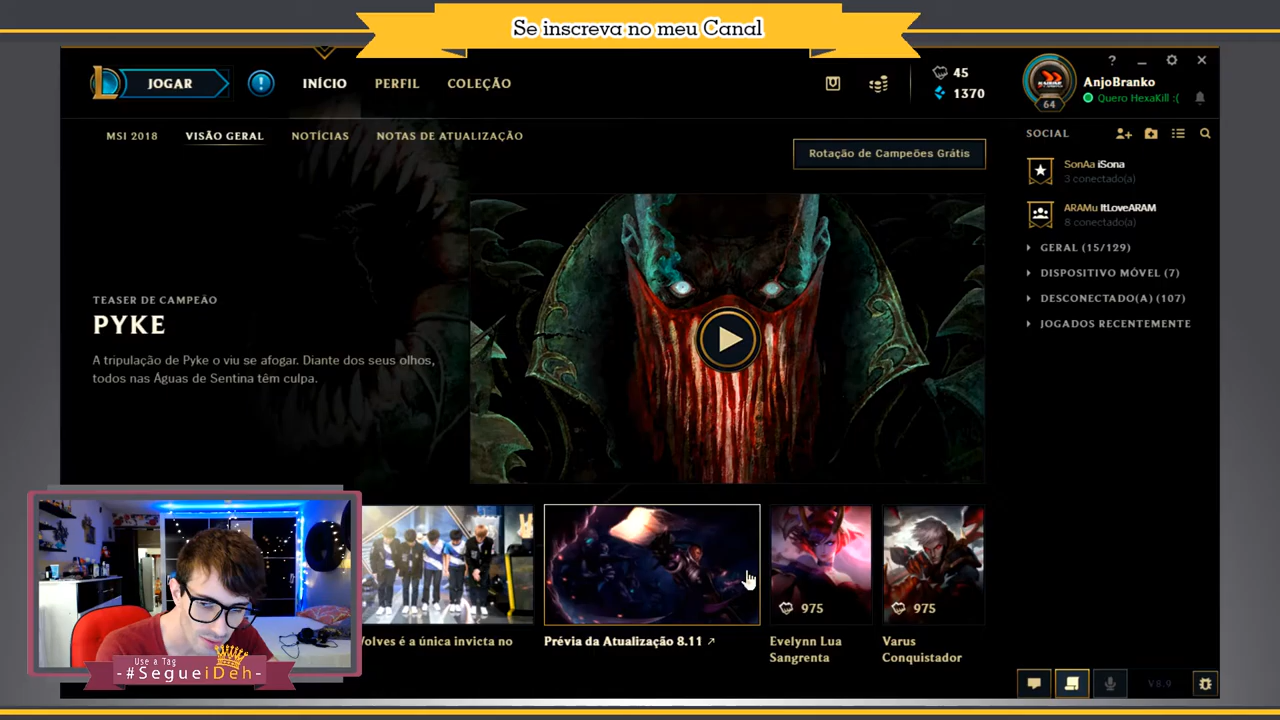 Se inscreva no meu Canal
JOGAR
INÍCIO
PERFIL
COLEÇÃO
45
1370
64
AnjoBranko
Quero HexaKill :(
MSI 2018
VISÃO GERAL
NOTÍCIAS
NOTAS DE ATUALIZAÇÃO
Rotação de Campeões Grátis
SOCIAL
SonAa iSona
3 conectado(a)
ARAMu ItLoveARAM
8 conectado(a)
GERAL (15/129)
DISPOSITIVO MÓVEL (7)
DESCONECTADO(A) (107)
JOGADOS RECENTEMENTE
TEASER DE CAMPEÃO
PYKE
A tripulação de Pyke o viu se afogar. Diante dos seus olhos,
todos nas Águas de Sentina têm culpa.
975
975
olves é a única invicta no
Prévia da Atualização 8.11
Evelynn Lua
Sangrenta
Varus
Conquistador
Use a Tag
-#SegueiDeh-
V8.9